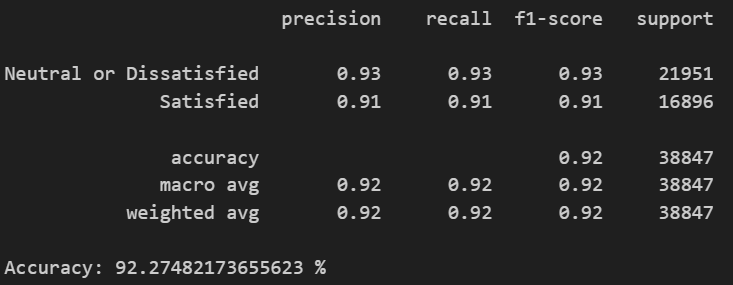 precision recall f1-score support
Neutral or Dissatisfied 0.93 0.93 0.93 21951
Satisfied 0.91 0.91 0.91 16896
accuracy 0.92 38847
macro avg 0.92 0.92 0.92 38847
weighted avg 0.92 0.92 0.92 38847
Accuracy: 92.27482173655623 %